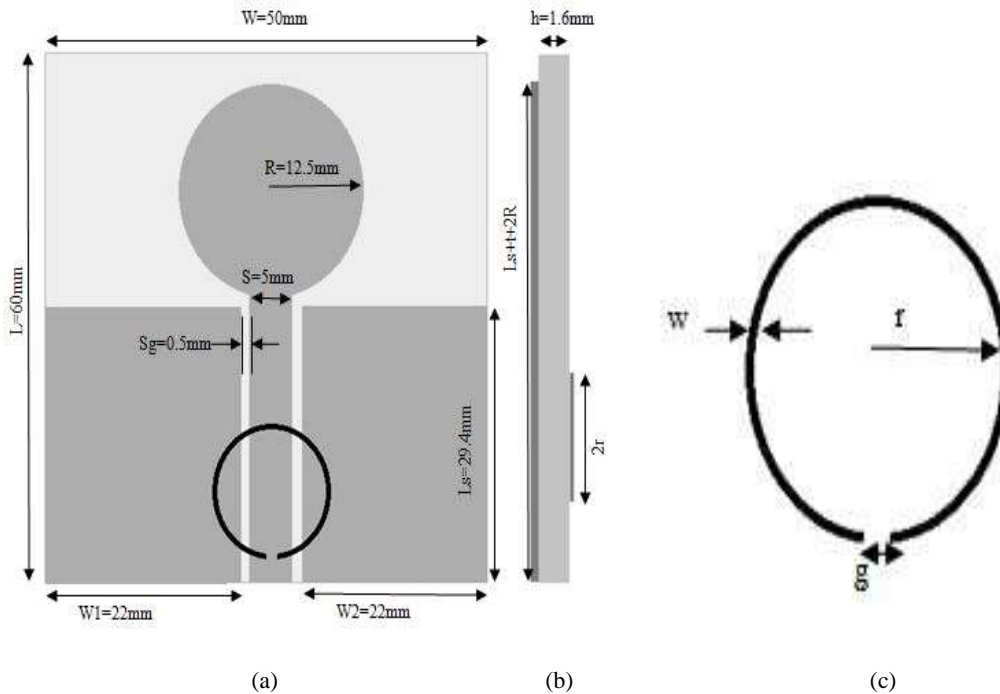 W=50mm
h=1.6mm
R=12.5mm
S=5mm
L=60mm
Sg=0.5mm
Ls=29.4mm
W1=22mm
W2=22mm
Ls+t+2R
2r
W
r
g
(a)
(b)
(c)